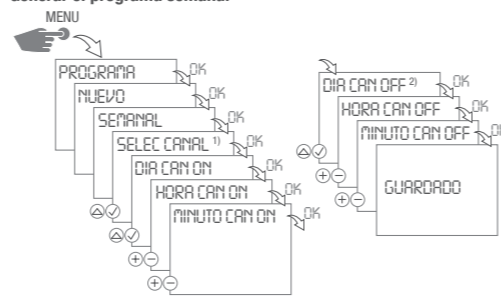 Generar el programa semanal
MENU
PROGRAMA
OK
NUEVO
OK
SEMANAL
OK
SELEC CANAL 1)
OK
DIA CAN ON
OK
HORA CAN ON
OK
MINUTO CAN ON
OK
DIA CAN OFF 2)
OK
HORA CAN OFF
OK
MINUTO CAN OFF
GUARDADO